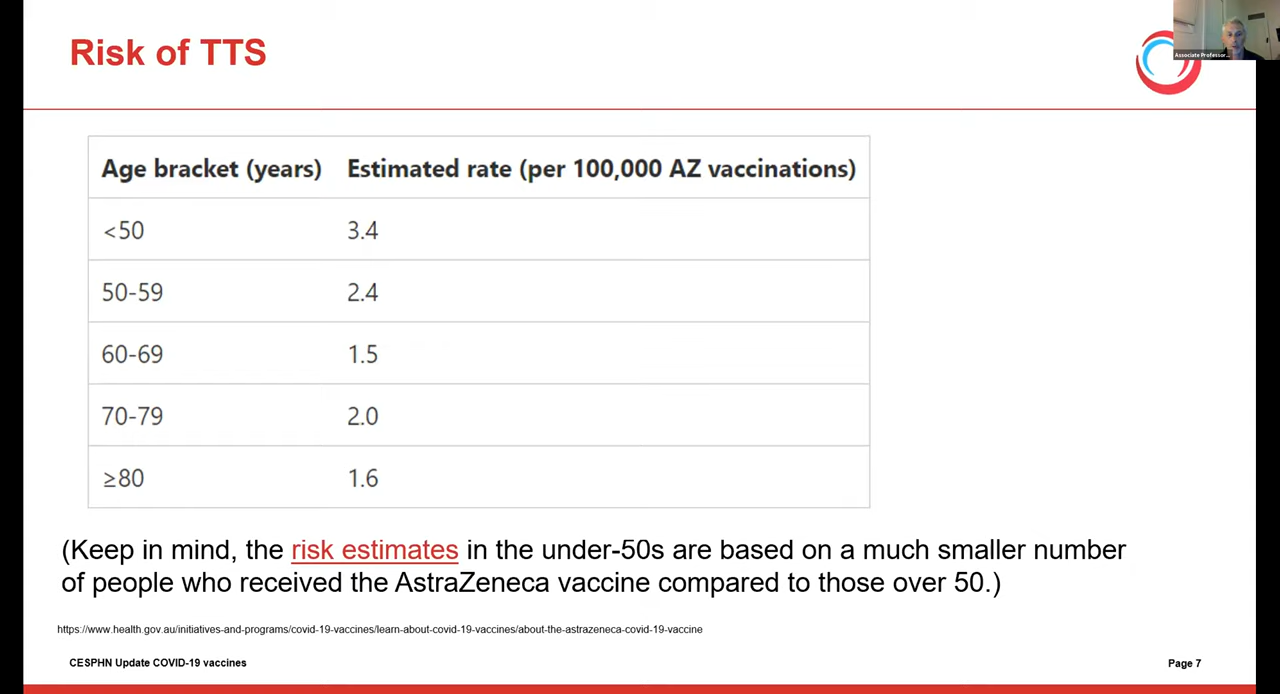 Risk of TTS
Associate Professor...
Age bracket (years) Estimated rate (per 100,000 AZ vaccinations)
<50 3.4
50-59 2.4
60-69 1.5
70-79 2.0
≥80 1.6
(Keep in mind, the risk estimates in the under-50s are based on a much smaller number
of people who received the AstraZeneca vaccine compared to those over 50.)
https://www.health.gov.au/initiatives-and-programs/covid-19-vaccines/learn-about-covid-19-vaccines/about-the-astrazeneca-covid-19-vaccine
CESPHN Update COVID-19 vaccines Page 7